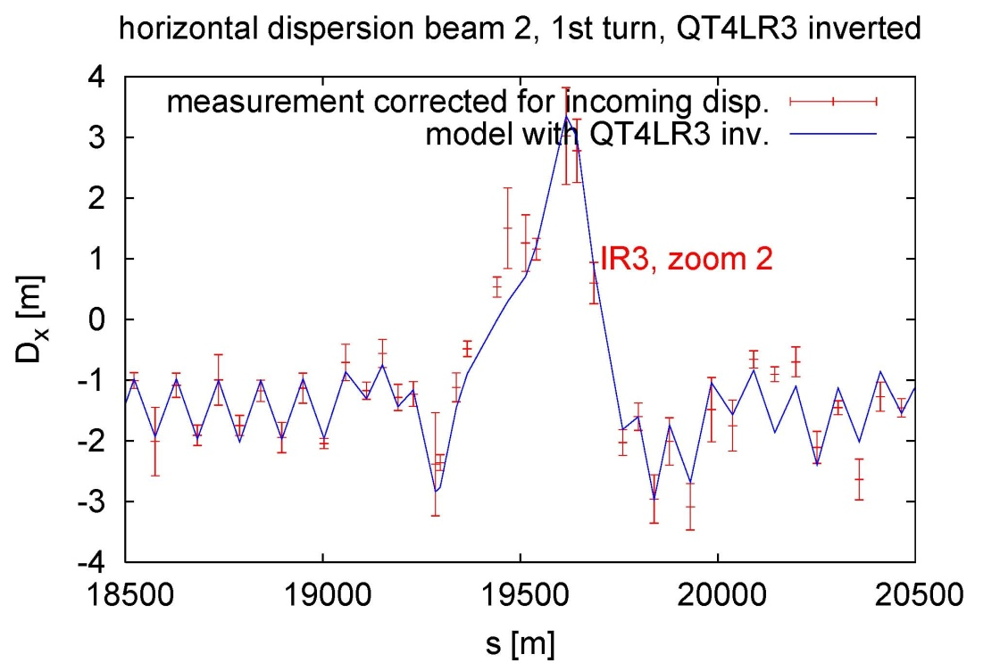 horizontal dispersion beam 2, 1st turn, QT4LR3 inverted
measurement corrected for incoming disp.
model with QT4LR3 inv.
IR3, zoom 2
Dx [m]
4
3
2
1
0
-1
-2
-3
-4
18500 19000 19500 20000 20500
s [m]